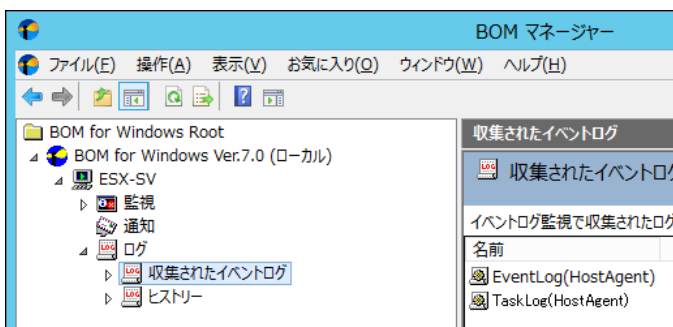 BOM マネージャー
ファイル(F) 操作(A) 表示(V) お気に入り(O) ウィンドウ(W) ヘルプ(H)
BOM for Windows Root
BOM for Windows Ver.7.0 (ローカル)
ESX-SV
監視
通知
ログ
収集されたイベントログ
ヒストリー
収集されたイベントログ
収集されたイベントログ
イベントログ監視で収集されたログ
名前
EventLog(HostAgent)
TaskLog(HostAgent)